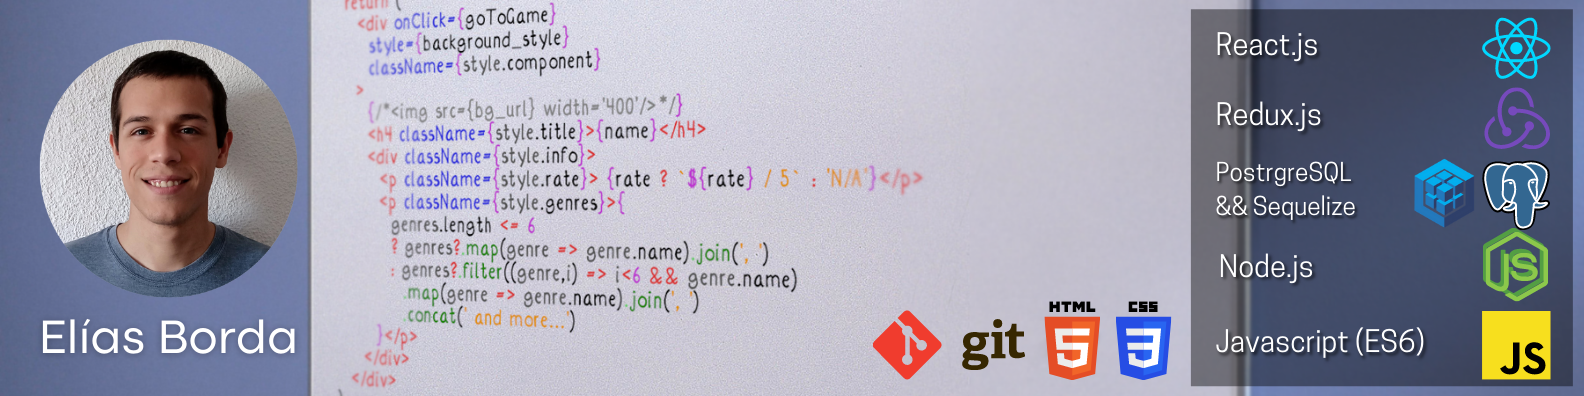 Elías Borda
return (
<div onClick={goToGame}
style={background_style}
className={style.component}
>
{/*<img src={bg_url} width='400'/>*/}
<h4 className={style.title}>{name}</h4>
<div className={style.info}>
<p className={style.rate}> {rate ? `${rate} / 5` : 'N/A'}</p>
<p className={style.genres}>{
genres.length <= 6
? genres?.map(genre => genre.name).join(', ')
: genres?.filter((genre,i) => i<6 && genre.name)
.map(genre => genre.name).join(', ')
.concat(' and more...')
}</p>
</div>
</div>
)
git
HTML
5
CSS
3
React.js
Redux.js
PostrgreSQL
&& Sequelize
Node.js
JS
Javascript (ES6)
JS